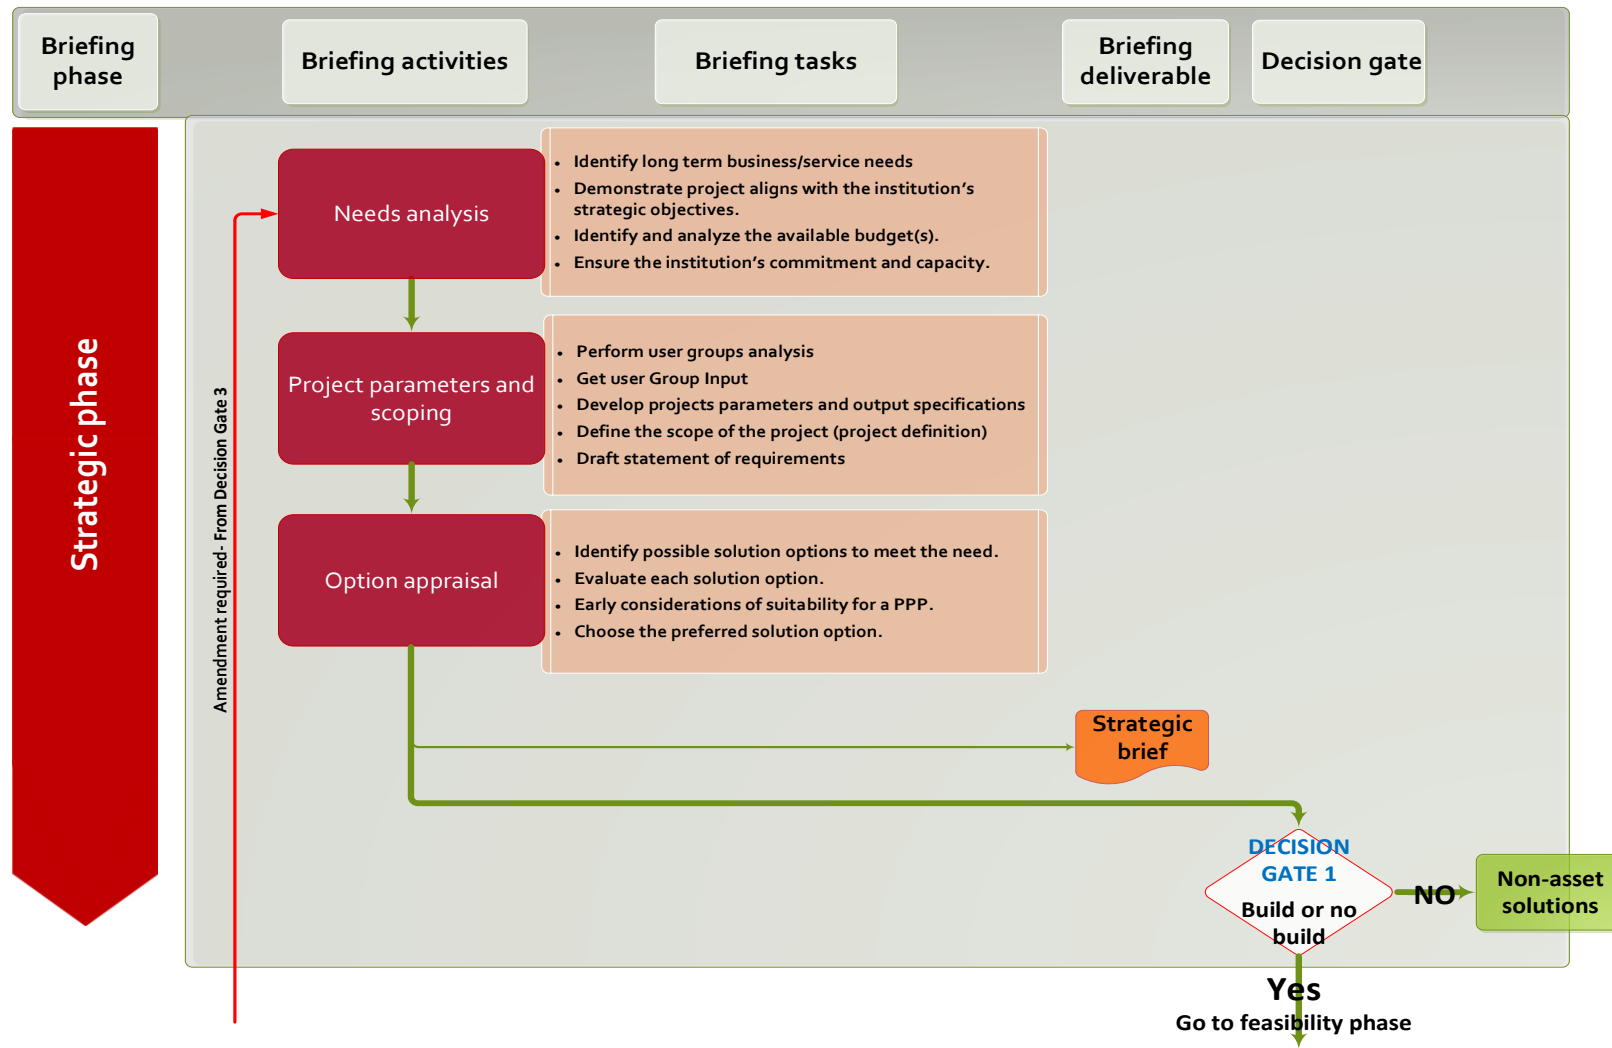 Briefing
phase
Briefing activities
Briefing tasks
Briefing
deliverable
Decision gate
Strategic phase
Amendment required- From Decision Gate 3
Needs analysis
• Identify long term business/service needs
• Demonstrate project aligns with the institution's
strategic objectives.
• Identify and analyze the available budget(s).
• Ensure the institution's commitment and capacity.
Project parameters and
scoping
• Perform user groups analysis
• Get user Group Input
• Develop projects parameters and output specifications
• Define the scope of the project (project definition)
• Draft statement of requirements
Option appraisal
• Identify possible solution options to meet the need.
• Evaluate each solution option.
• Early considerations of suitability for a PPP.
• Choose the preferred solution option.
Strategic
brief
DECISION
GATE 1
Build or no
build
NO
Non-asset
solutions
Yes
Go to feasibility phase